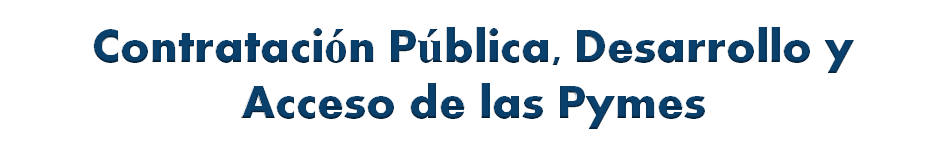 Contratación Pública, Desarrollo y
Acceso de las Pymes